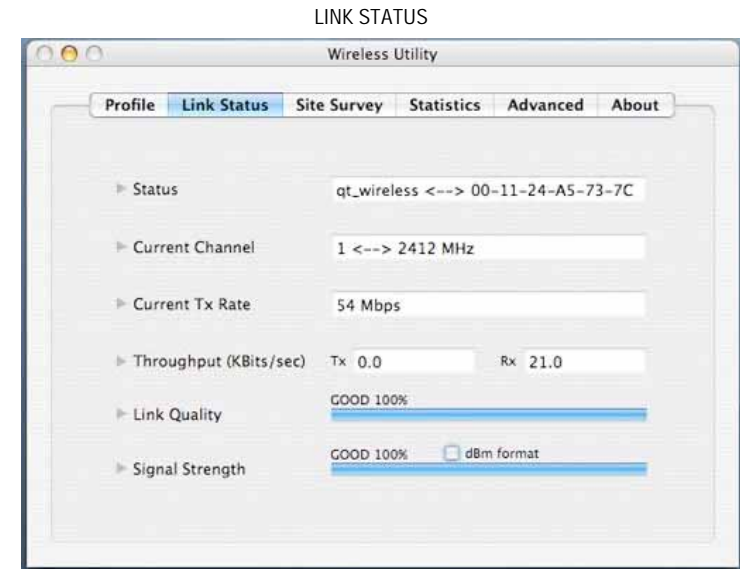 LINK STATUS
Wireless Utility
Profile Link Status Site Survey Statistics Advanced About
Status qt_wireless <--> 00-11-24-A5-73-7C
Current Channel 1 <--> 2412 MHz
Current Tx Rate 54 Mbps
Throughput (KBits/sec) Tx 0.0 Rx 21.0
GOOD 100%
Link Quality
GOOD 100% dBm format
Signal Strength